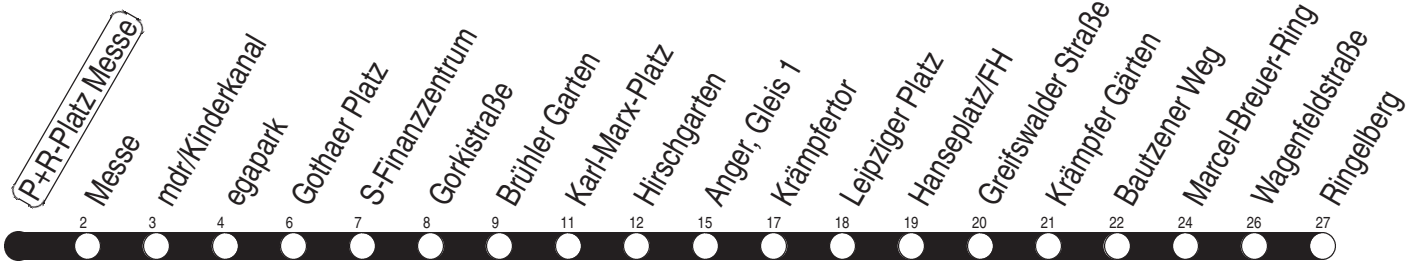 P+R-Platz Messe
Messe
mdr/Kinderkanal
egapark
Gothaer Platz
S-Finanzzentrum
Gorkistraße
Brühler Garten
Karl-Marx-Platz
Hirschgarten
Anger, Gleis 1
Krämpfertor
Leipziger Platz
Hanseplatz/FH
Greifswalder Straße
Krämpfer Gärten
Bautzener Weg
Marcel-Breuer-Ring
Wagenfeldstraße
Ringelberg
2 3 4 6 7 8 9 11 12 15 17 18 19 20 21 22 24 26 27